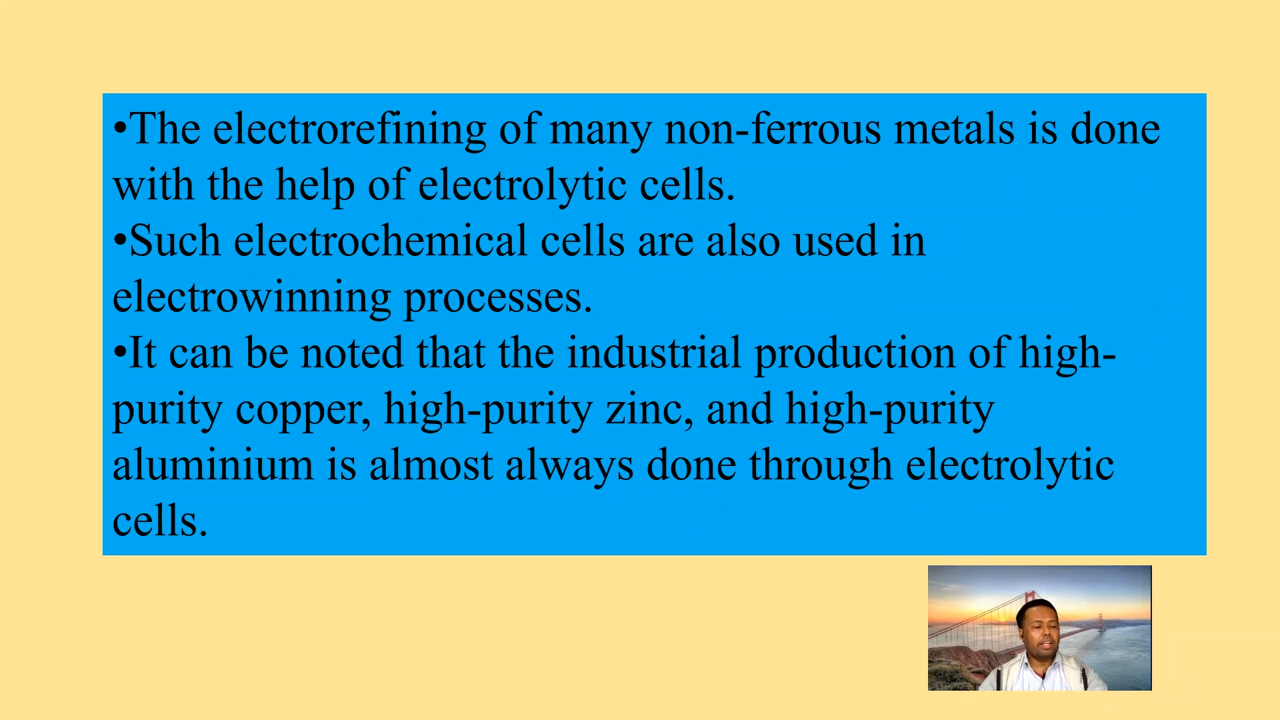 •The electrorefining of many non-ferrous metals is done
with the help of electrolytic cells.
•Such electrochemical cells are also used in
electrowinning processes.
•It can be noted that the industrial production of high-
purity copper, high-purity zinc, and high-purity
aluminium is almost always done through electrolytic
cells.